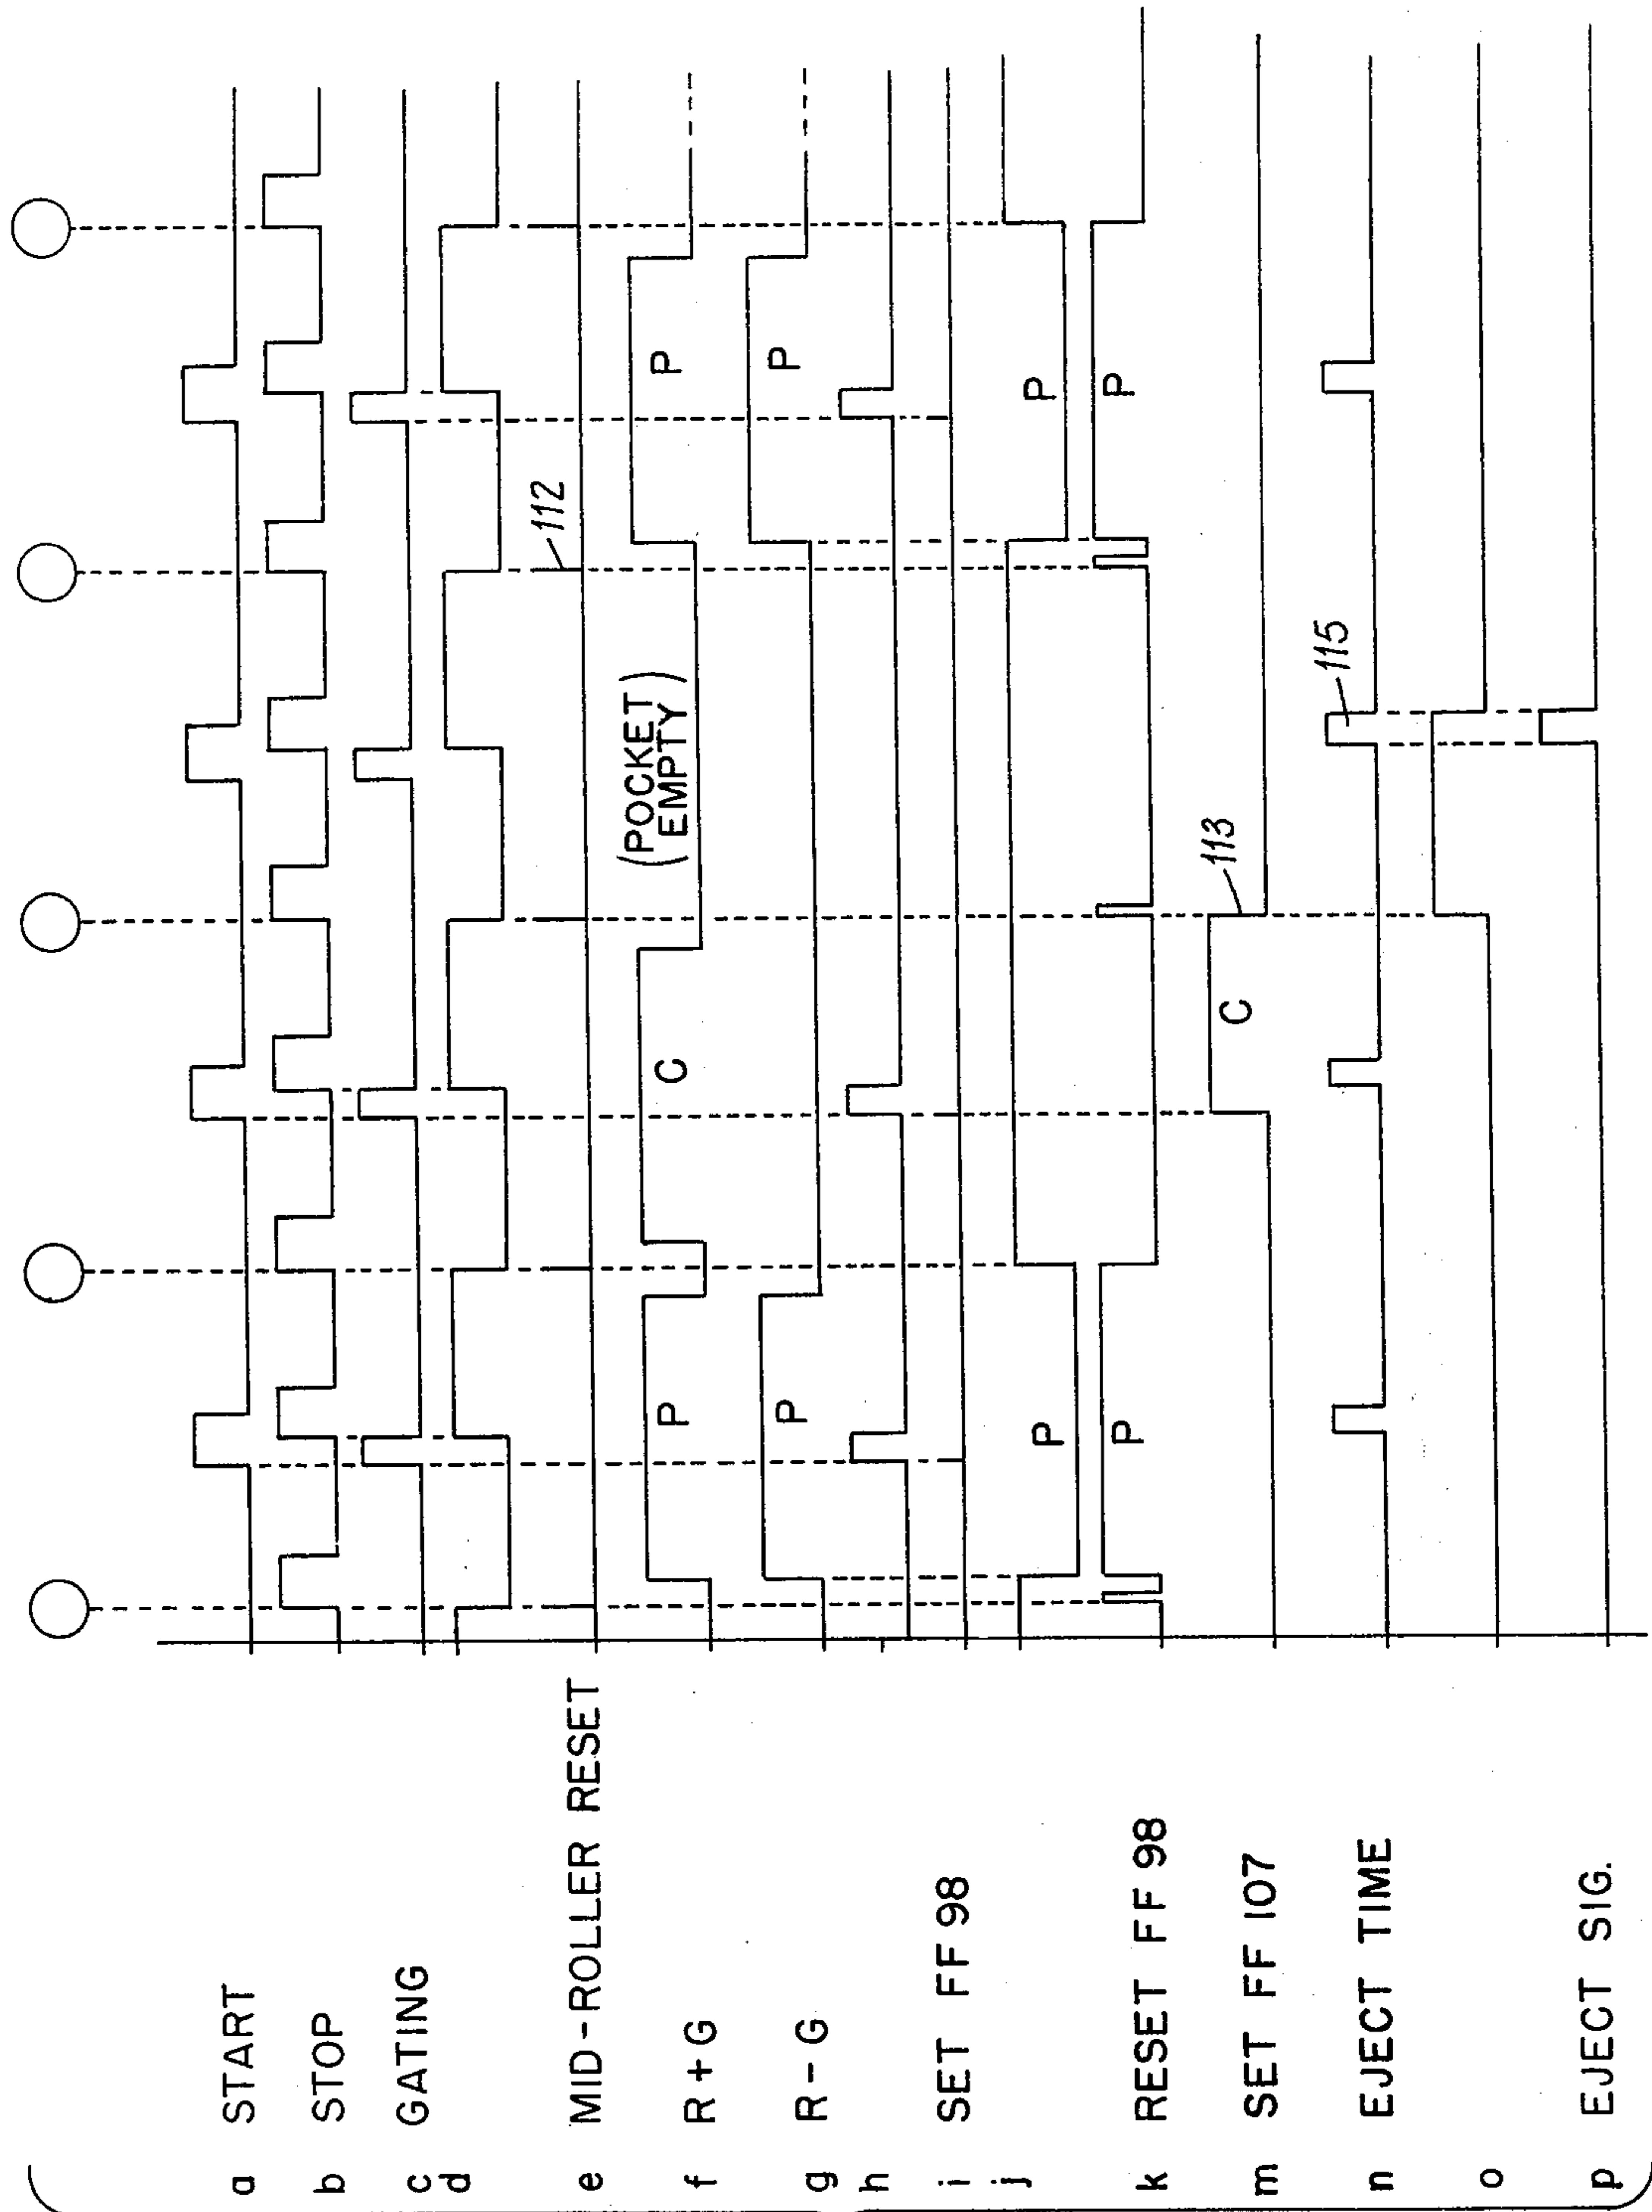 a START
b STOP
c GATING
d
112
e MID-ROLLER RESET
f R+G P C (POCKET
EMPTY) P
g R-G P P
h
i SET FF 98
j P P
k RESET FF 98 P P
113
m SET FF 107 C
115
n EJECT TIME
o
p EJECT SIG.